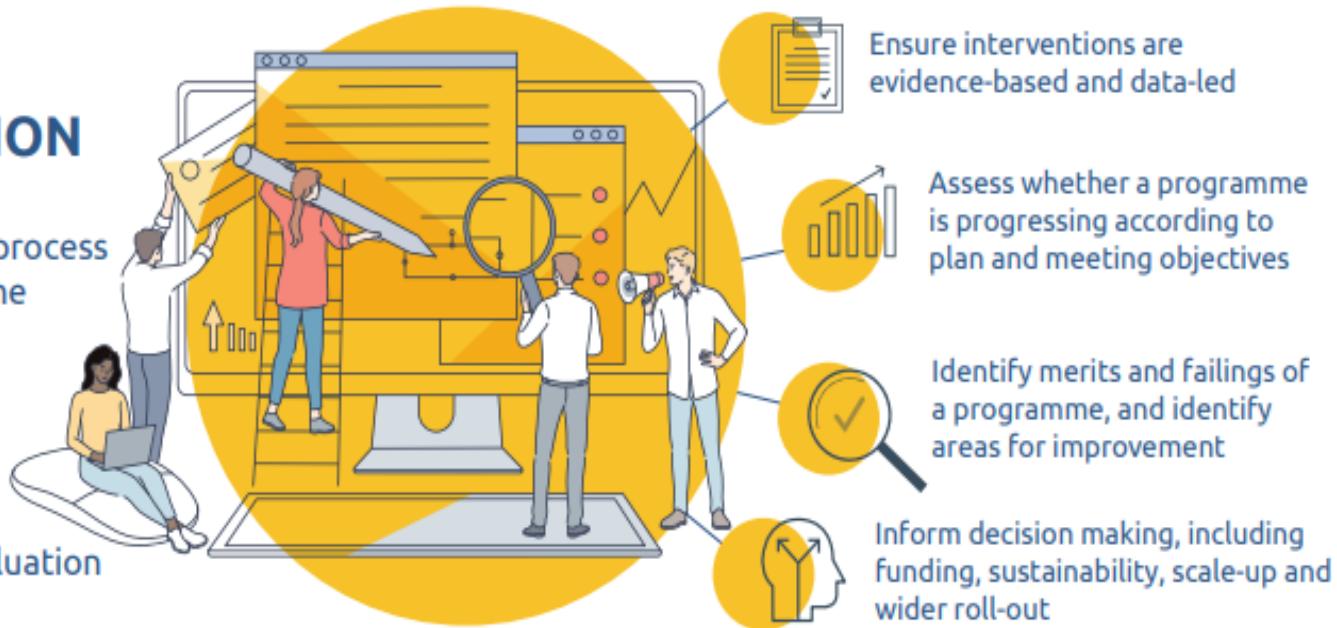 ION
process
ne
luation
Ensure interventions are
evidence-based and data-led
Assess whether a programme
is progressing according to
plan and meeting objectives
Identify merits and failings of
a programme, and identify
areas for improvement
Inform decision making, including
funding, sustainability, scale-up and
wider roll-out